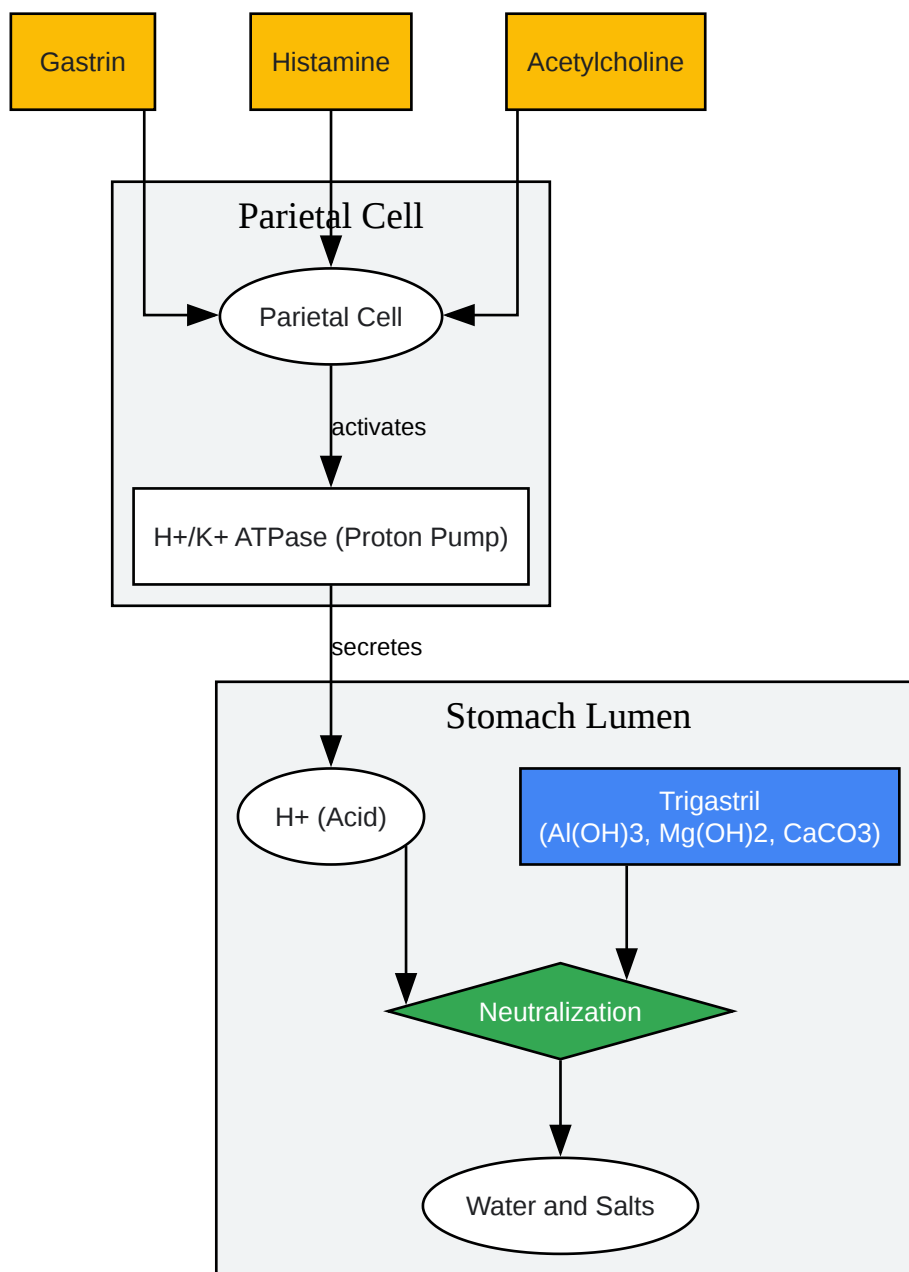 Gastrin
Histamine
Acetylcholine
Parietal Cell
Parietal Cell
activates
H+/K+ ATPase (Proton Pump)
secretes
Stomach Lumen
H+ (Acid)
Trigastril
(Al(OH)3, Mg(OH)2, CaCO3)
Neutralization
Water and Salts